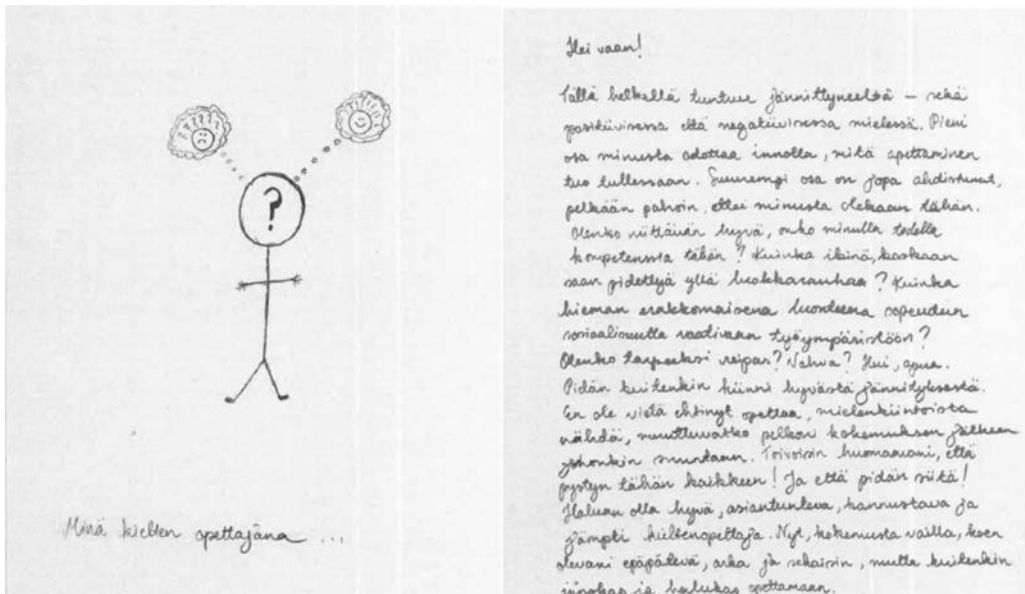 ?
Minä kielten opettajana ...
Hei vaan!
Tällä hetkellä tuntuu jännittyneeltä – sekä
positiivisessa että negatiivisessa mielessä. Pieni
osa minusta odottaa innolla, mitä opettaminen
tuo tullessaan. Suurempi osa on jopa ahdistunut,
pelkään pahoin, ettei minusta olekaan tähän.
Olenko riittävän hyvä, onko minulla todella
kompetenssia tähän? Kuinka ikinä, koskaan
saan pidettyä yllä luokkarauhaa? Kuinka
hieman erakkomaisena luonteena sopeudun
sosiaalisuutta vaativaan työympäristöön?
Olenko tarpeeksi reipas? Vahva? Hui, apua.
Pidän kuitenkin kiinni hyvästä jännityksestä.
En ole vielä ehtinyt opettaa, mielenkiintoista
nähdä, muuttuvatko pelkoni kokemuksen jälkeen
johonkin suuntaan. Toivoisin huomaavani, että
pystyn tähän kaikkeen! Ja että pidän siitä!
Haluan olla hyvä, asiantunteva, kannustava ja
jämpti kieltenopettaja. Nyt, kokemusta vailla, koen
olevani epäpätevä, arka ja sekaisin, mutta kuitenkin
ja halukas opettamaan.